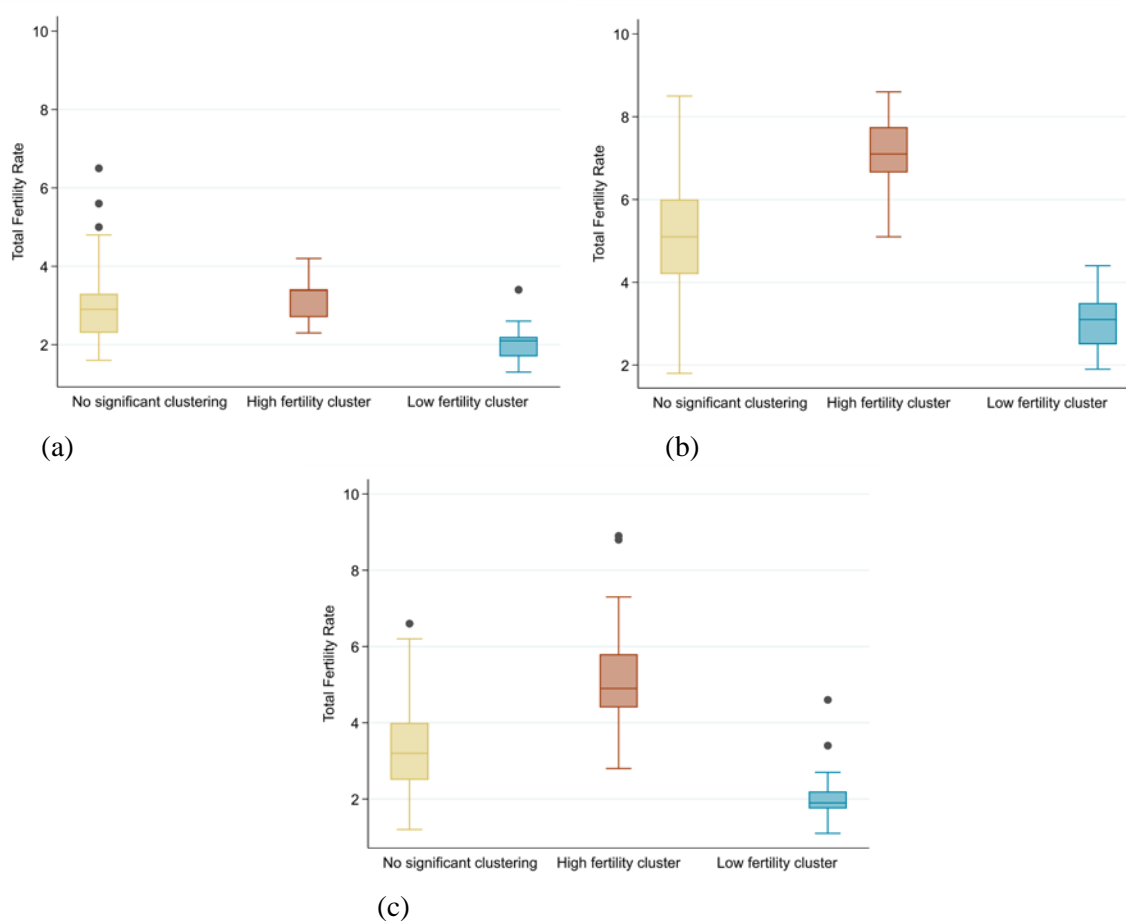 10
8
6
4
2
Total Fertility Rate
No significant clustering High fertility cluster Low fertility cluster
(a)
10
8
6
4
2
Total Fertility Rate
No significant clustering High fertility cluster Low fertility cluster
(b)
10
8
6
4
2
Total Fertility Rate
No significant clustering High fertility cluster Low fertility cluster
(c)